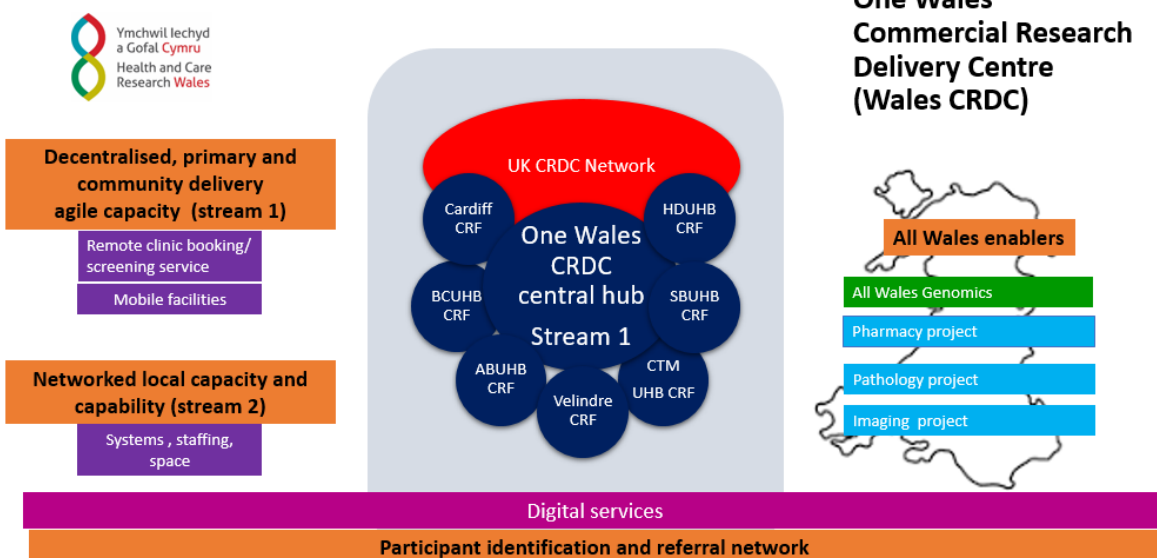 Ymchwil Iechyd
a Gofal Cymru
Health and Care
Research Wales
One Wales
Commercial Research
Delivery Centre
(Wales CRDC)
Decentralised, primary and
community delivery
agile capacity (stream 1)
Remote clinic booking/
screening service
Mobile facilities
Networked local capacity and
capability (stream 2)
Systems , staffing,
space
UK CRDC Network
Cardiff
CRF
HDUHB
CRF
One Wales
CRDC
central hub
Stream 1
BCUHB
CRF
SBUHB
CRF
ABUHB
CRF
CTM
UHB CRF
Velindre
CRF
All Wales enablers
All Wales Genomics
Pharmacy project
Pathology project
Imaging project
Digital services
Participant identification and referral network